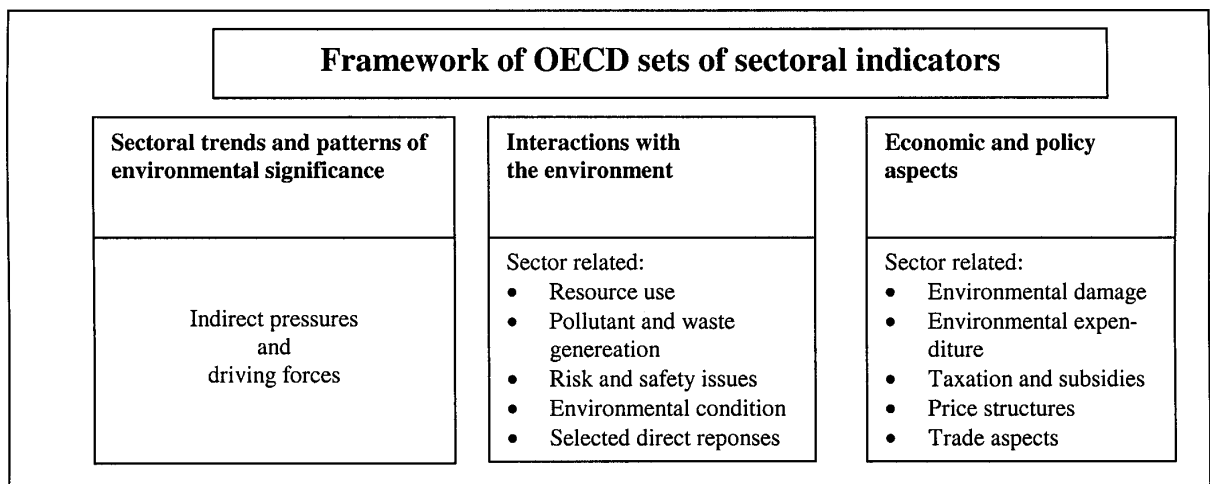 Framework of OECD sets of sectoral indicators
Sectoral trends and patterns of
environmental significance
Indirect pressures
and
driving forces
Interactions with
the environment
Sector related:
• Resource use
• Pollutant and waste
genereation
• Risk and safety issues
• Environmental condition
• Selected direct reponses
Economic and policy
aspects
Sector related:
• Environmental damage
• Environmental expen-
diture
• Taxation and subsidies
• Price structures
• Trade aspects